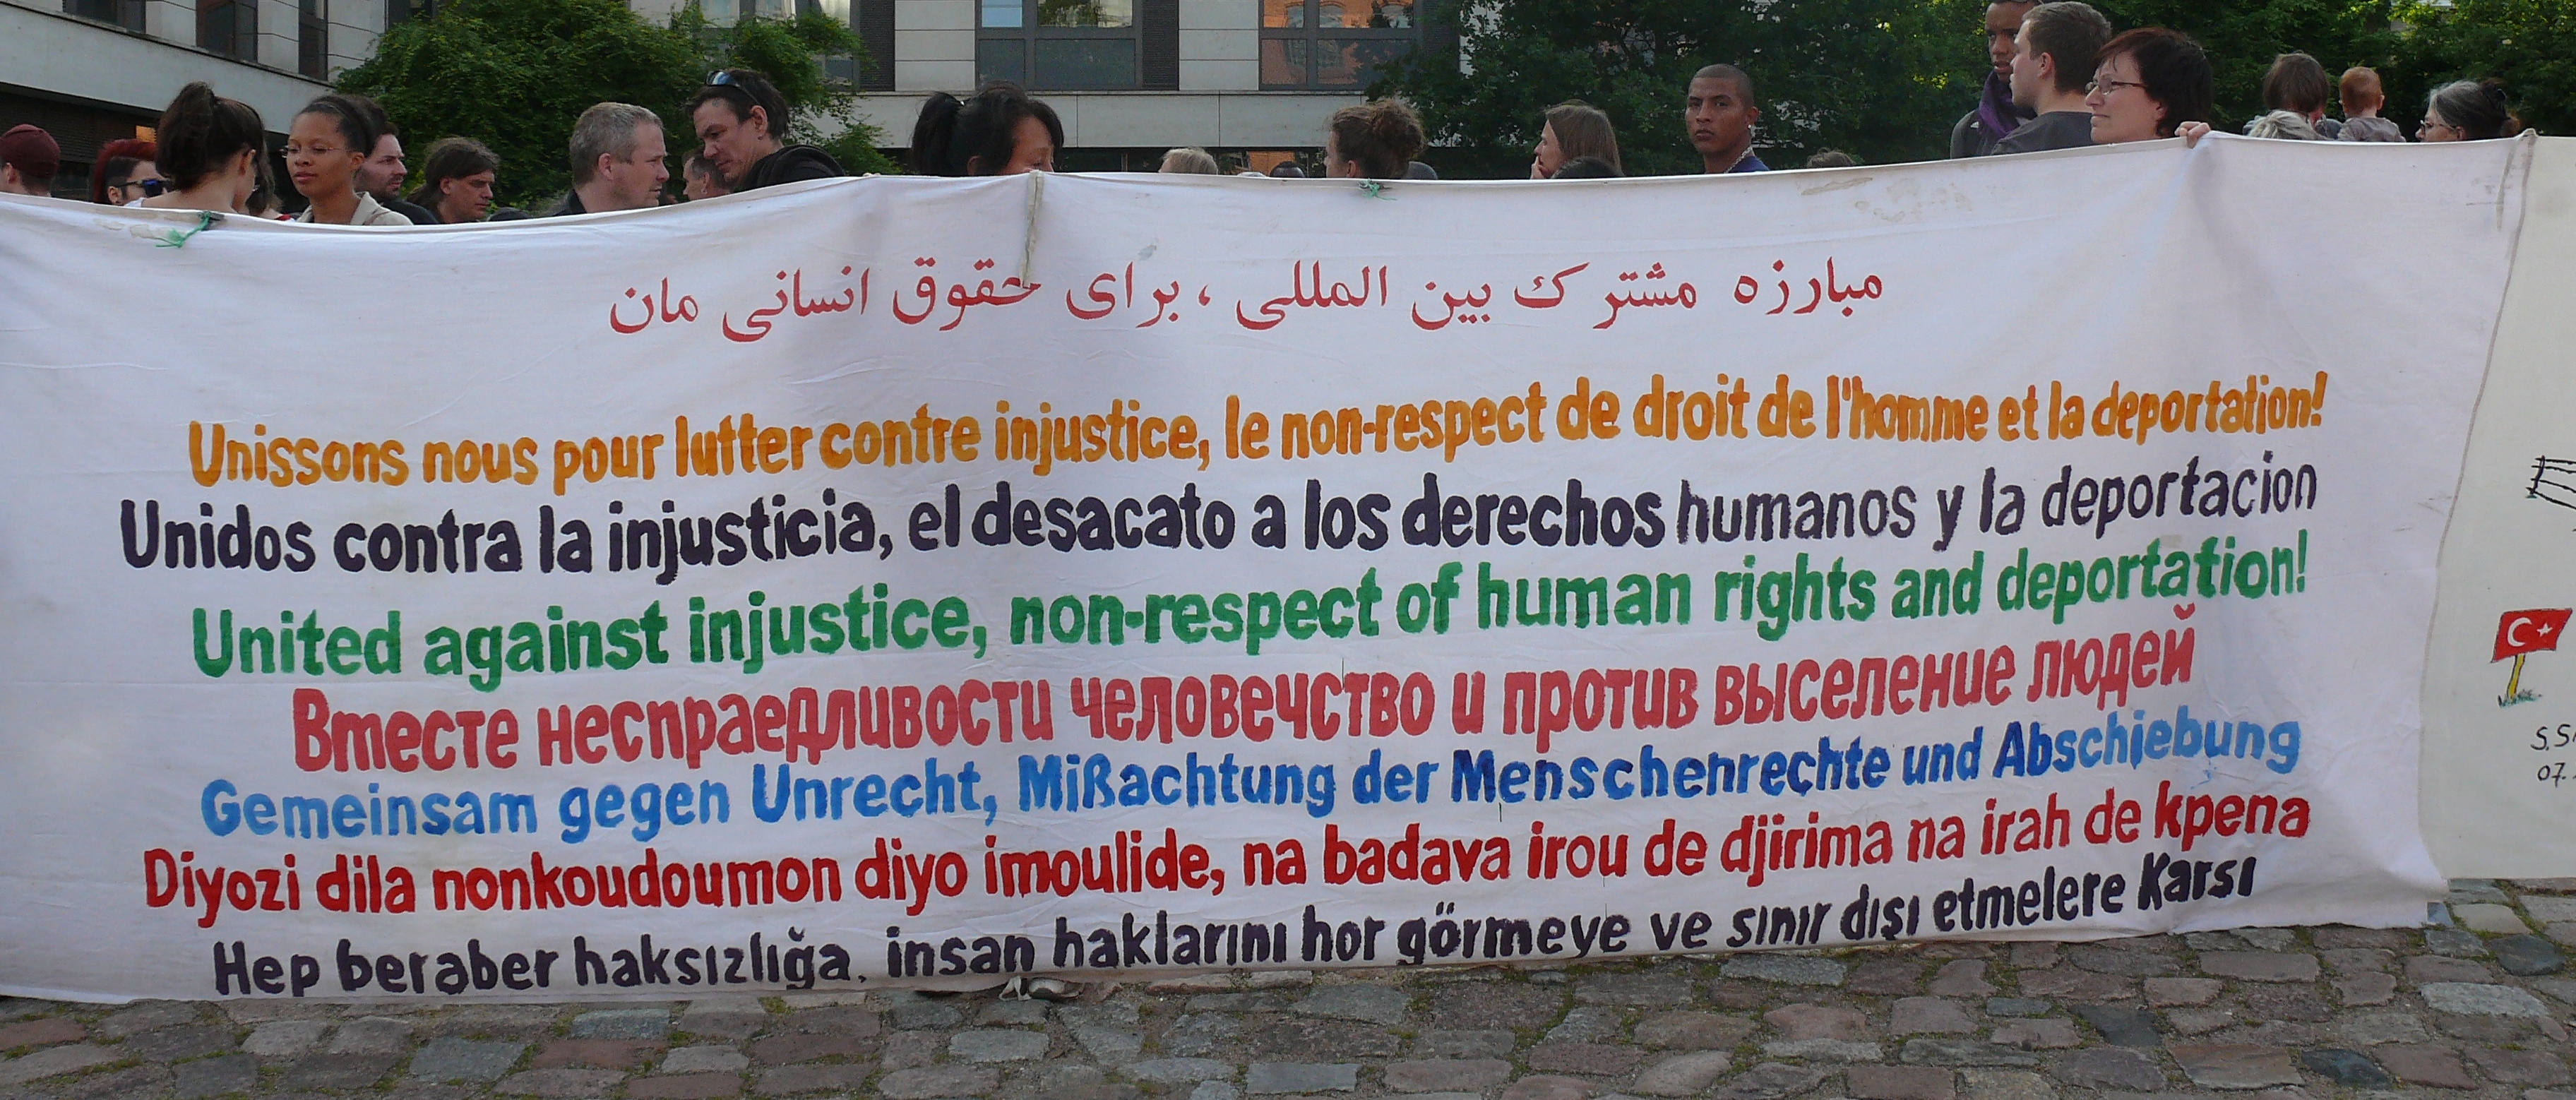 مبارزه مشترک بین المللی ، برای حقوق انسانی مان
Unissons nous pour lutter contre injustice, le non-respect de droit de l'homme et la deportation!
Unidos contra la injusticia, el desacato a los derechos humanos y la deportacion
United against injustice, non-respect of human rights and deportation!
Вместе неспраедливости человечство и против выселение людей
Gemeinsam gegen Unrecht, Mißachtung der Menschenrechte und Abschiebung
Diyozi dila nonkoudoumon diyo imoulide, na badava irou de djirima na irah de kpena
Hep beraber haksızlığa. insan haklarını hor görmeye ve sınır dışı etmelere Karsı
07.